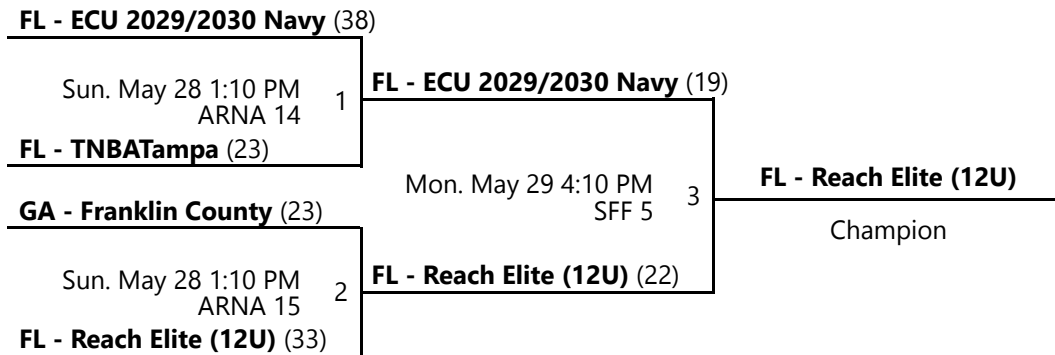 FL - ECU 2029/2030 Navy (38)
Sun. May 28 1:10 PM
ARNA 14
1
FL - TNBATampa (23)
FL - ECU 2029/2030 Navy (19)
GA - Franklin County (23)
Sun. May 28 1:10 PM
ARNA 15
2
FL - Reach Elite (12U) (33)
FL - Reach Elite (12U) (22)
Mon. May 29 4:10 PM
SFF 5
3
FL - Reach Elite (12U)
Champion